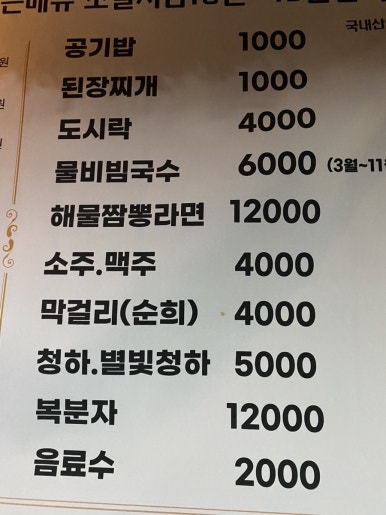 공기밥 1000
된장찌개 1000
도시락 4000
물비빔국수 6000 (3월~11
해물짬뽕라면 12000
소주.맥주 4000
막걸리(순희) 4000
청하.별빛청하 5000
복분자 12000
음료수 2000
국내산
원
원